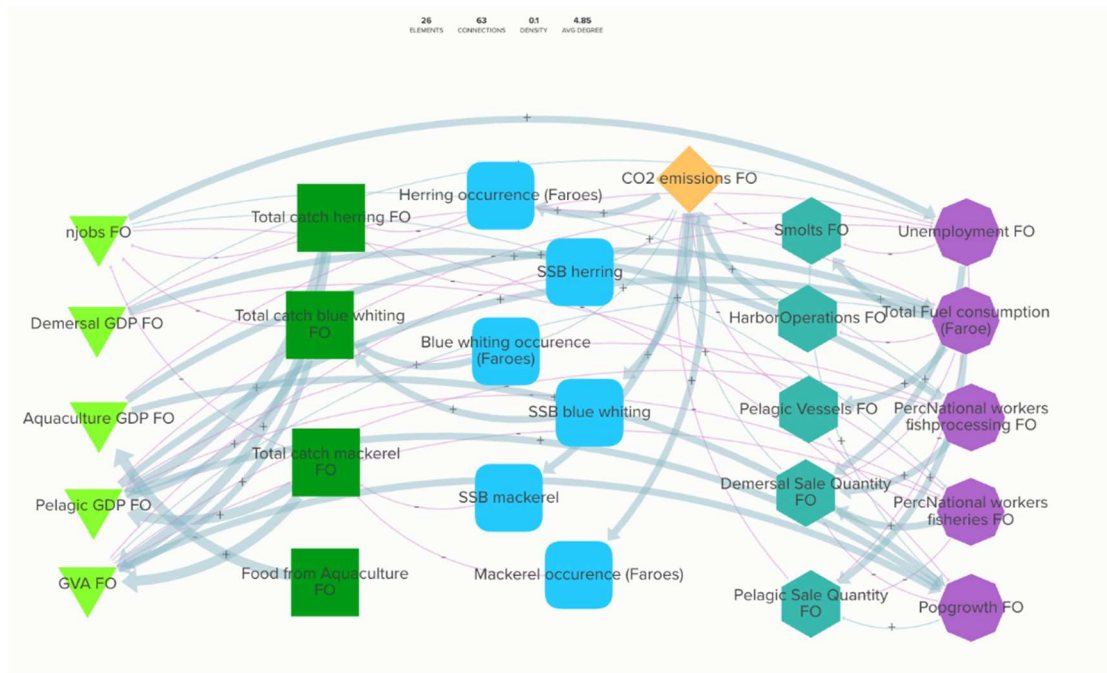 26 63 0.1 4.85
ELEMENTS CONNECTIONS DENSITY AVG DEGREE
njobs FO
Demersal GDP FO
Aquaculture GDP FO
Pelagic GDP FO
GVA FO
Total catch herring FO
Total catch blue whiting
FO
Total catch mackerel
FO
Food from Aquaculture
FO
Herring occurrence (Faroes)
SSB herring
Blue whiting occurence
(Faroes)
SSB blue whiting
SSB mackerel
Mackerel occurence (Faroes)
CO2 emissions FO
Smolts FO
HarborOperations FO
Pelagic Vessels FO
Demersal Sale Quantity
FO
Pelagic Sale Quantity
FO
Unemployment FO
Total Fuel consumption
(Faroe)
PercNational workers
fishprocessing FO
PercNational workers
fisheries FO
Popgrowth FO